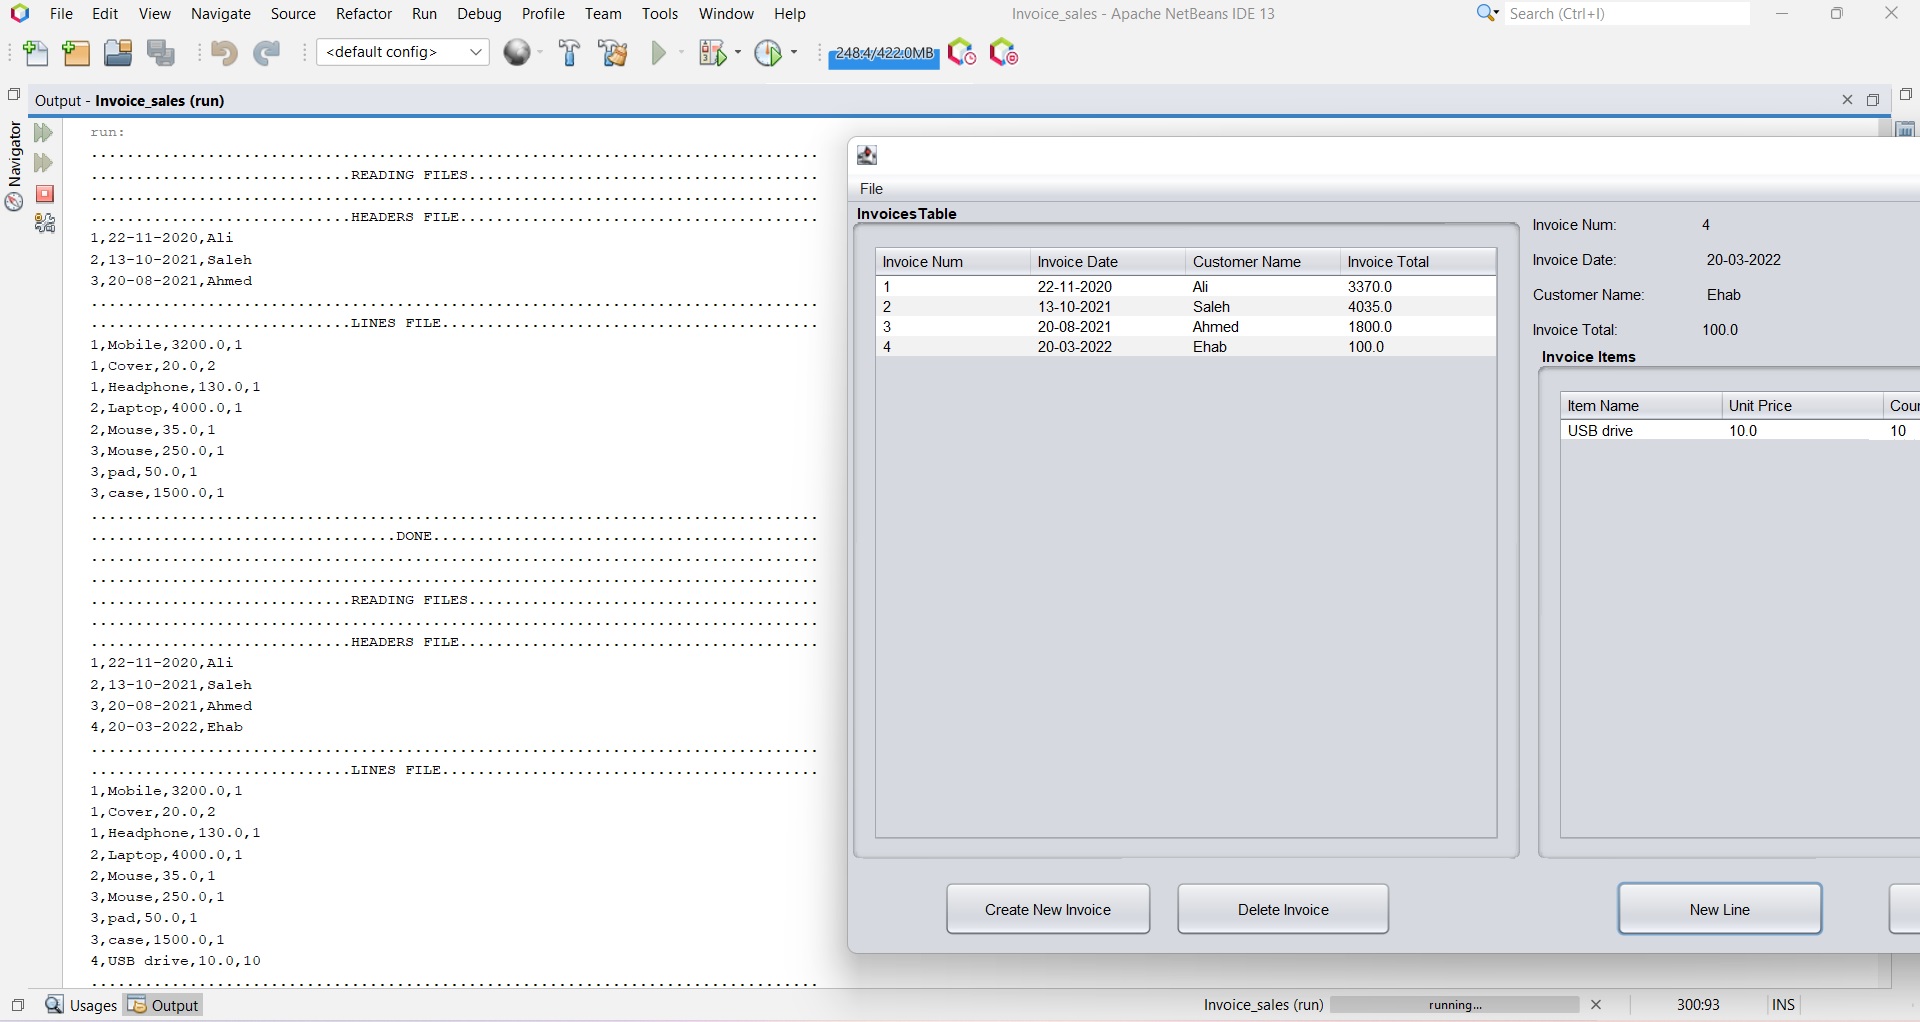 File Edit View Navigate Source Refactor Run Debug Profile Team Tools Window Help Invoice_sales - Apache NetBeans IDE 13 Search (Ctrl+I)
<default config> 248.4/422.0MB
Output - Invoice_sales (run)
Navigator
run:
................................................................................
.............................READING FILES.......................................
................................................................................
.............................HEADERS FILE........................................
1,22-11-2020,Ali
2,13-10-2021,Saleh
3,20-08-2021,Ahmed
................................................................................
.............................LINES FILE..........................................
1,Mobile,3200.0,1
1,Cover,20.0,2
1,Headphone,130.0,1
2,Laptop,4000.0,1
2,Mouse,35.0,1
3,Mouse,250.0,1
3,pad,50.0,1
3,case,1500.0,1
................................................................................
..................................DONE...........................................
................................................................................
................................................................................
.............................READING FILES.......................................
................................................................................
.............................HEADERS FILE........................................
1,22-11-2020,Ali
2,13-10-2021,Saleh
3,20-08-2021,Ahmed
4,20-03-2022,Ehab
................................................................................
.............................LINES FILE..........................................
1,Mobile,3200.0,1
1,Cover,20.0,2
1,Headphone,130.0,1
2,Laptop,4000.0,1
2,Mouse,35.0,1
3,Mouse,250.0,1
3,pad,50.0,1
3,case,1500.0,1
4,USB drive,10.0,10
................................................................................
File
InvoicesTable
Invoice Num Invoice Date Customer Name Invoice Total
1 22-11-2020 Ali 3370.0
2 13-10-2021 Saleh 4035.0
3 20-08-2021 Ahmed 1800.0
4 20-03-2022 Ehab 100.0
Create New Invoice Delete Invoice
Invoice Num: 4
Invoice Date: 20-03-2022
Customer Name: Ehab
Invoice Total: 100.0
Invoice Items
Item Name Unit Price Cour
USB drive 10.0 10
New Line
Usages Output Invoice_sales (run) running... 300:93 INS